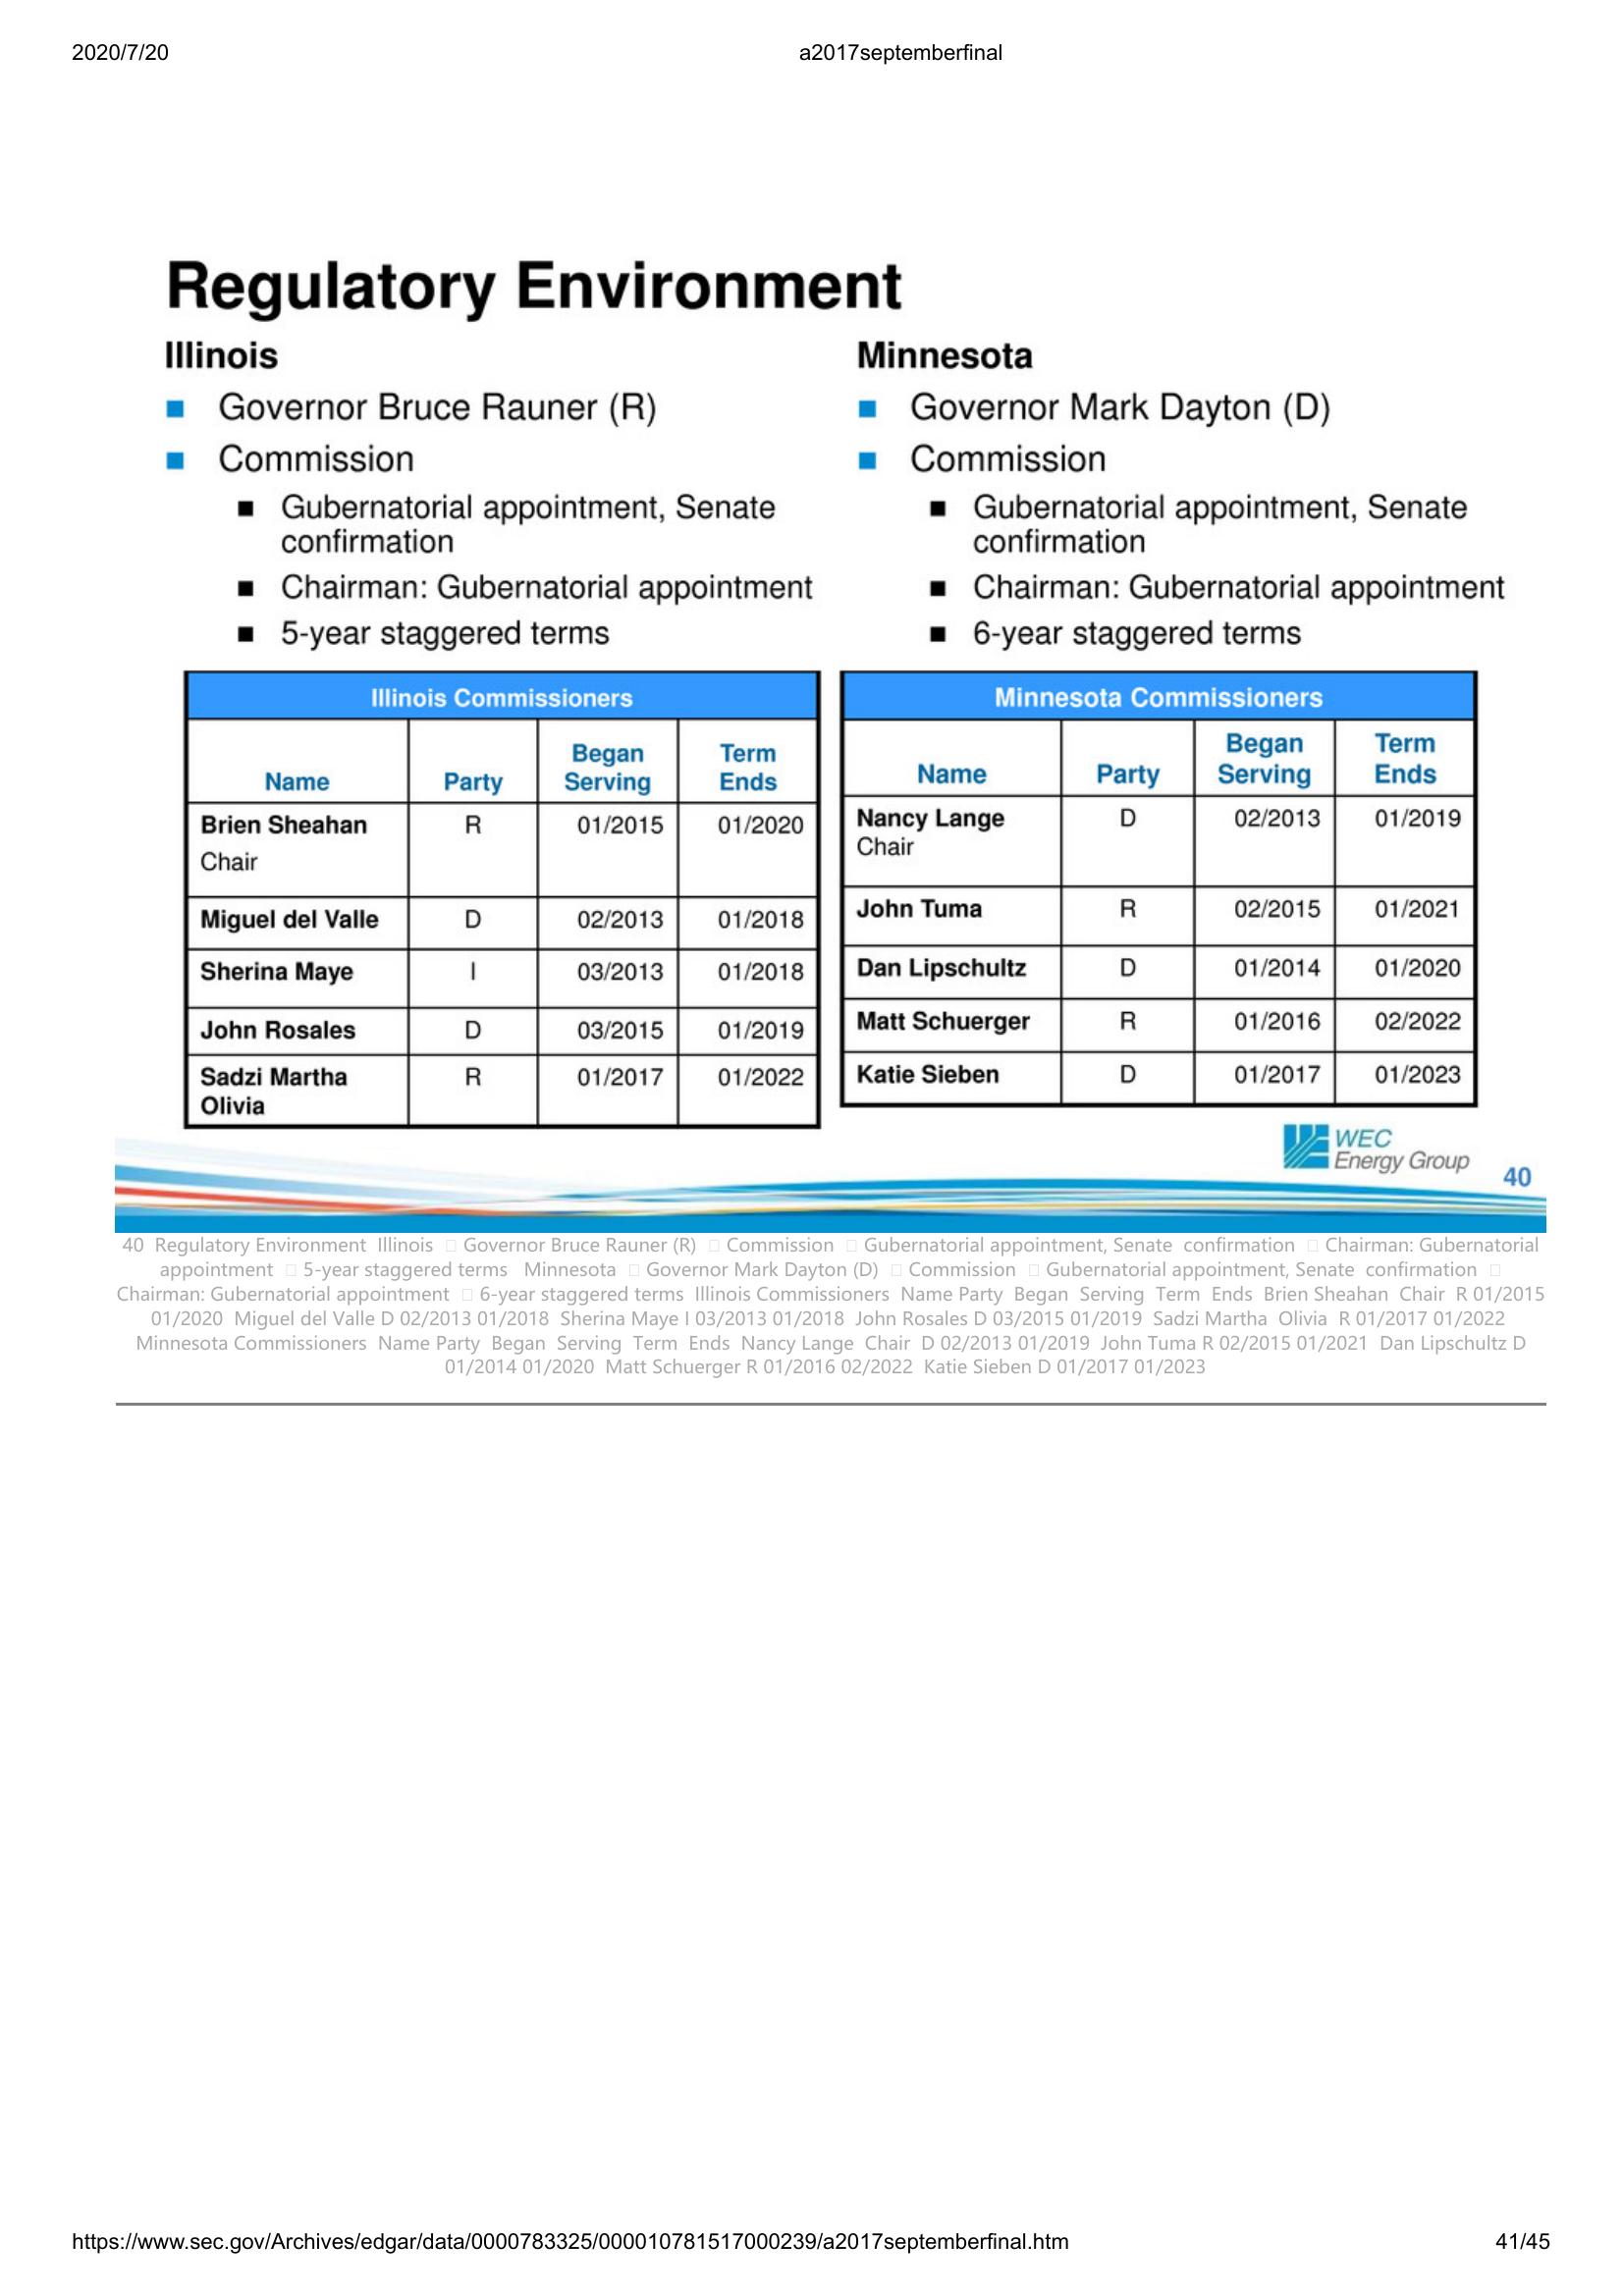 2020/7/20
a2017septemberfinal
Regulatory Environment
Illinois
■ Governor Bruce Rauner (R)
■ Commission
■ Gubernatorial appointment, Senate
confirmation
■ Chairman: Gubernatorial appointment
■ 5-year staggered terms
Minnesota
■ Governor Mark Dayton (D)
■ Commission
■ Gubernatorial appointment, Senate
confirmation
■ Chairman: Gubernatorial appointment
■ 6-year staggered terms
Illinois Commissioners
Name Party Began Serving Term Ends
Brien Sheahan R 01/2015 01/2020
Chair
Miguel del Valle D 02/2013 01/2018
Sherina Maye I 03/2013 01/2018
John Rosales D 03/2015 01/2019
Sadzi Martha R 01/2017 01/2022
Olivia
Minnesota Commissioners
Name Party Began Serving Term Ends
Nancy Lange D 02/2013 01/2019
Chair
John Tuma R 02/2015 01/2021
Dan Lipschultz D 01/2014 01/2020
Matt Schuerger R 01/2016 02/2022
Katie Sieben D 01/2017 01/2023
WEC
Energy Group
40
40 Regulatory Environment Illinois □ Governor Bruce Rauner (R) □ Commission □ Gubernatorial appointment, Senate confirmation □ Chairman: Gubernatorial
appointment □ 5-year staggered terms Minnesota □ Governor Mark Dayton (D) □ Commission □ Gubernatorial appointment, Senate confirmation □
Chairman: Gubernatorial appointment □ 6-year staggered terms Illinois Commissioners Name Party Began Serving Term Ends Brien Sheahan Chair R 01/2015
01/2020 Miguel del Valle D 02/2013 01/2018 Sherina Maye I 03/2013 01/2018 John Rosales D 03/2015 01/2019 Sadzi Martha Olivia R 01/2017 01/2022
Minnesota Commissioners Name Party Began Serving Term Ends Nancy Lange Chair D 02/2013 01/2019 John Tuma R 02/2015 01/2021 Dan Lipschultz D
01/2014 01/2020 Matt Schuerger R 01/2016 02/2022 Katie Sieben D 01/2017 01/2023
https://www.sec.gov/Archives/edgar/data/0000783325/000010781517000239/a2017septemberfinal.htm
41/45